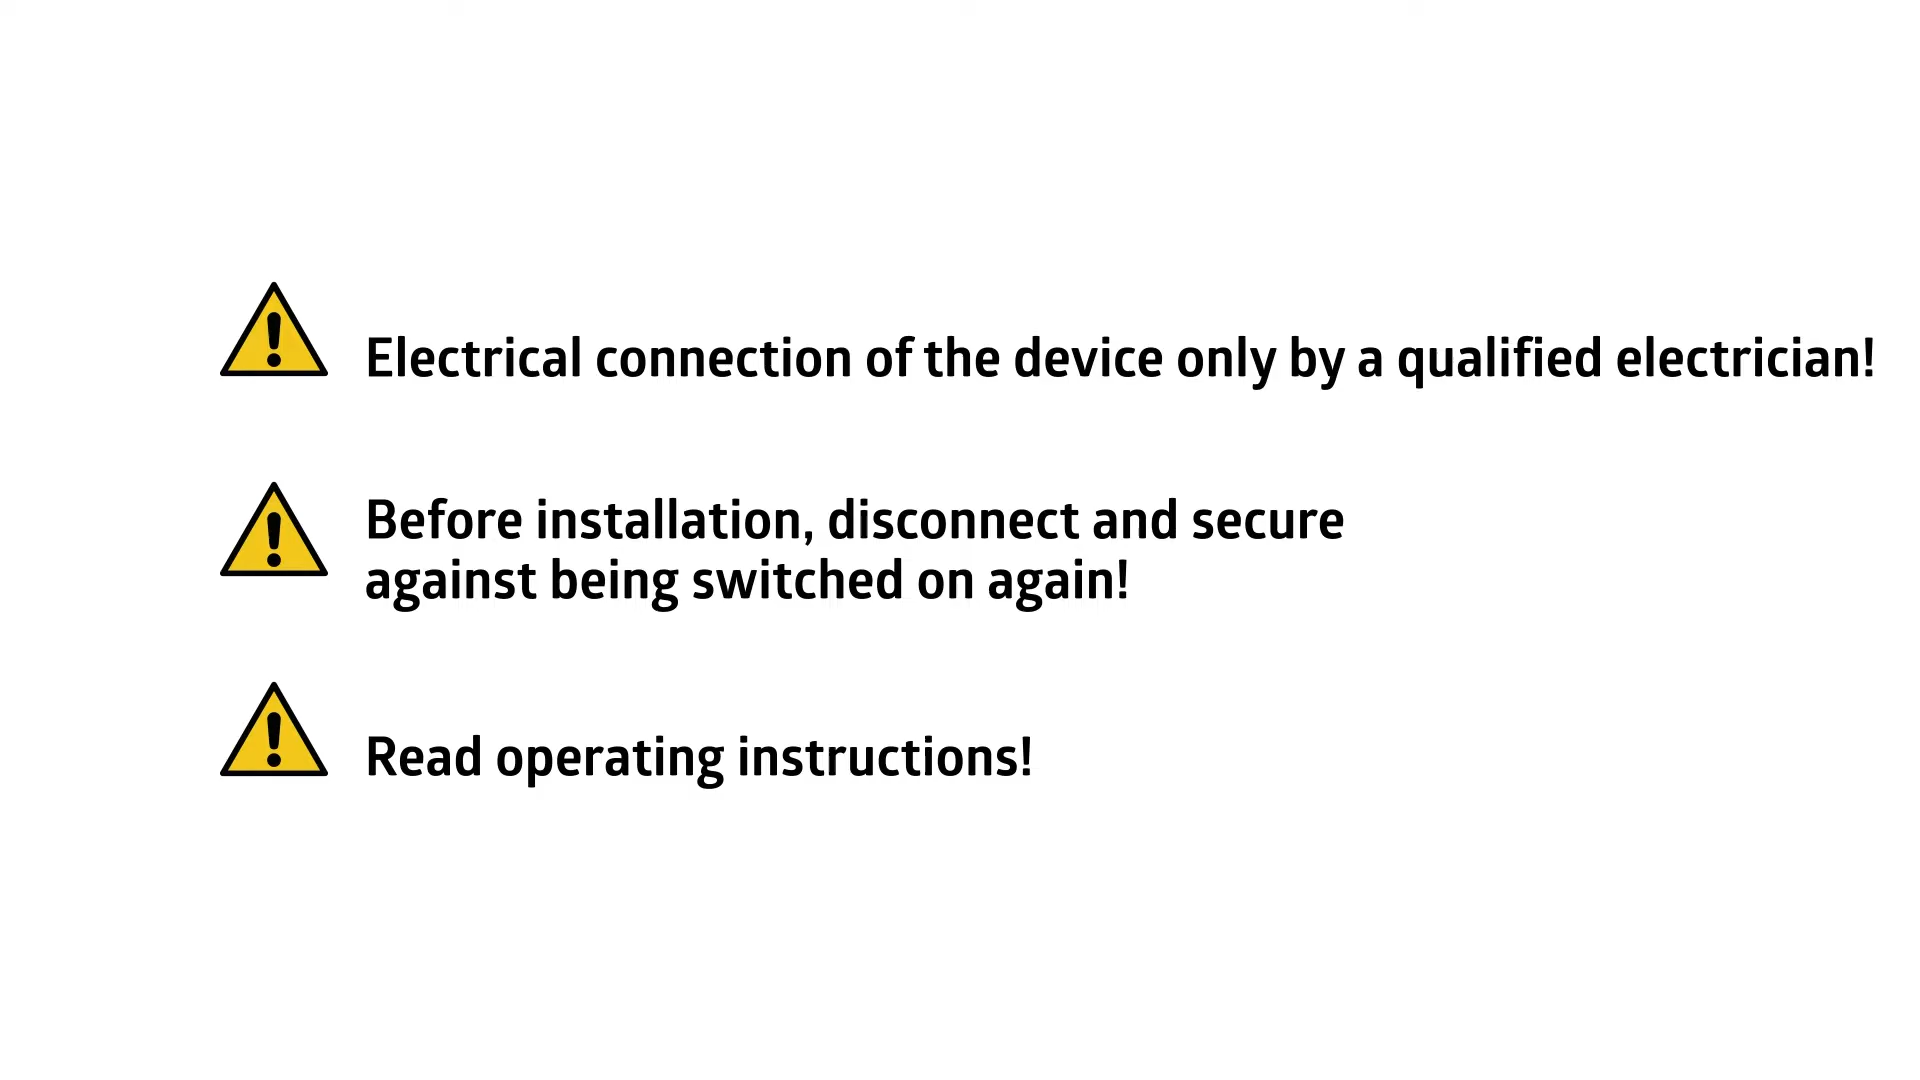 Electrical connection of the device only by a qualified electrician!
Before installation, disconnect and secure
against being switched on again!
Read operating instructions!